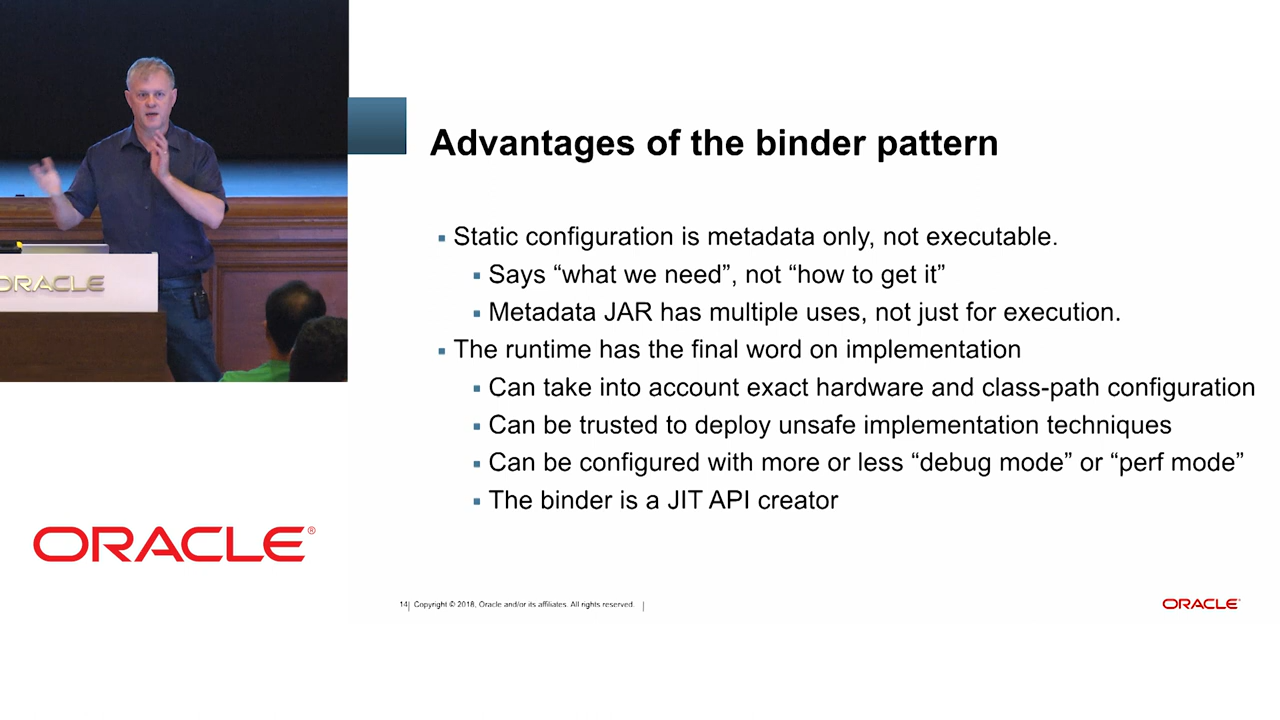 Advantages of the binder pattern
Static configuration is metadata only, not executable.
Says “what we need”, not “how to get it”
Metadata JAR has multiple uses, not just for execution.
The runtime has the final word on implementation
Can take into account exact hardware and class-path configuration
Can be trusted to deploy unsafe implementation techniques
Can be configured with more or less “debug mode” or “perf mode”
The binder is a JIT API creator
ORACLE
ORACLE®
14| Copyright © 2018, Oracle and/or its affiliates. All rights reserved. |
ORACLE®